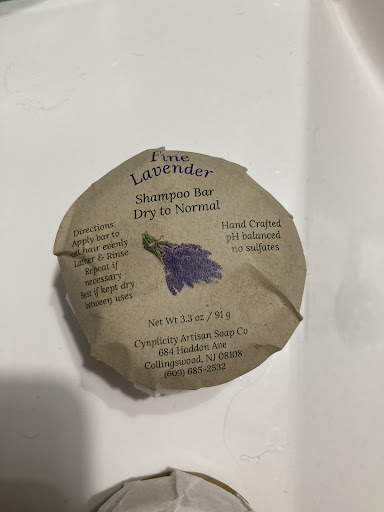 Fine
Lavender
Shampoo Bar
Dry to Normal
Directions:
Apply bar to
hair evenly
Lather & Rinse
Repeat if
necessary
Best if kept dry
between uses
Hand Crafted
pH balanced
no sulfates
Net Wt 3.3 oz / 91 g
Cynplicity Artisan Soap Co
684 Haddon Ave
Collingswood, NJ 08108
(609) 685-2532